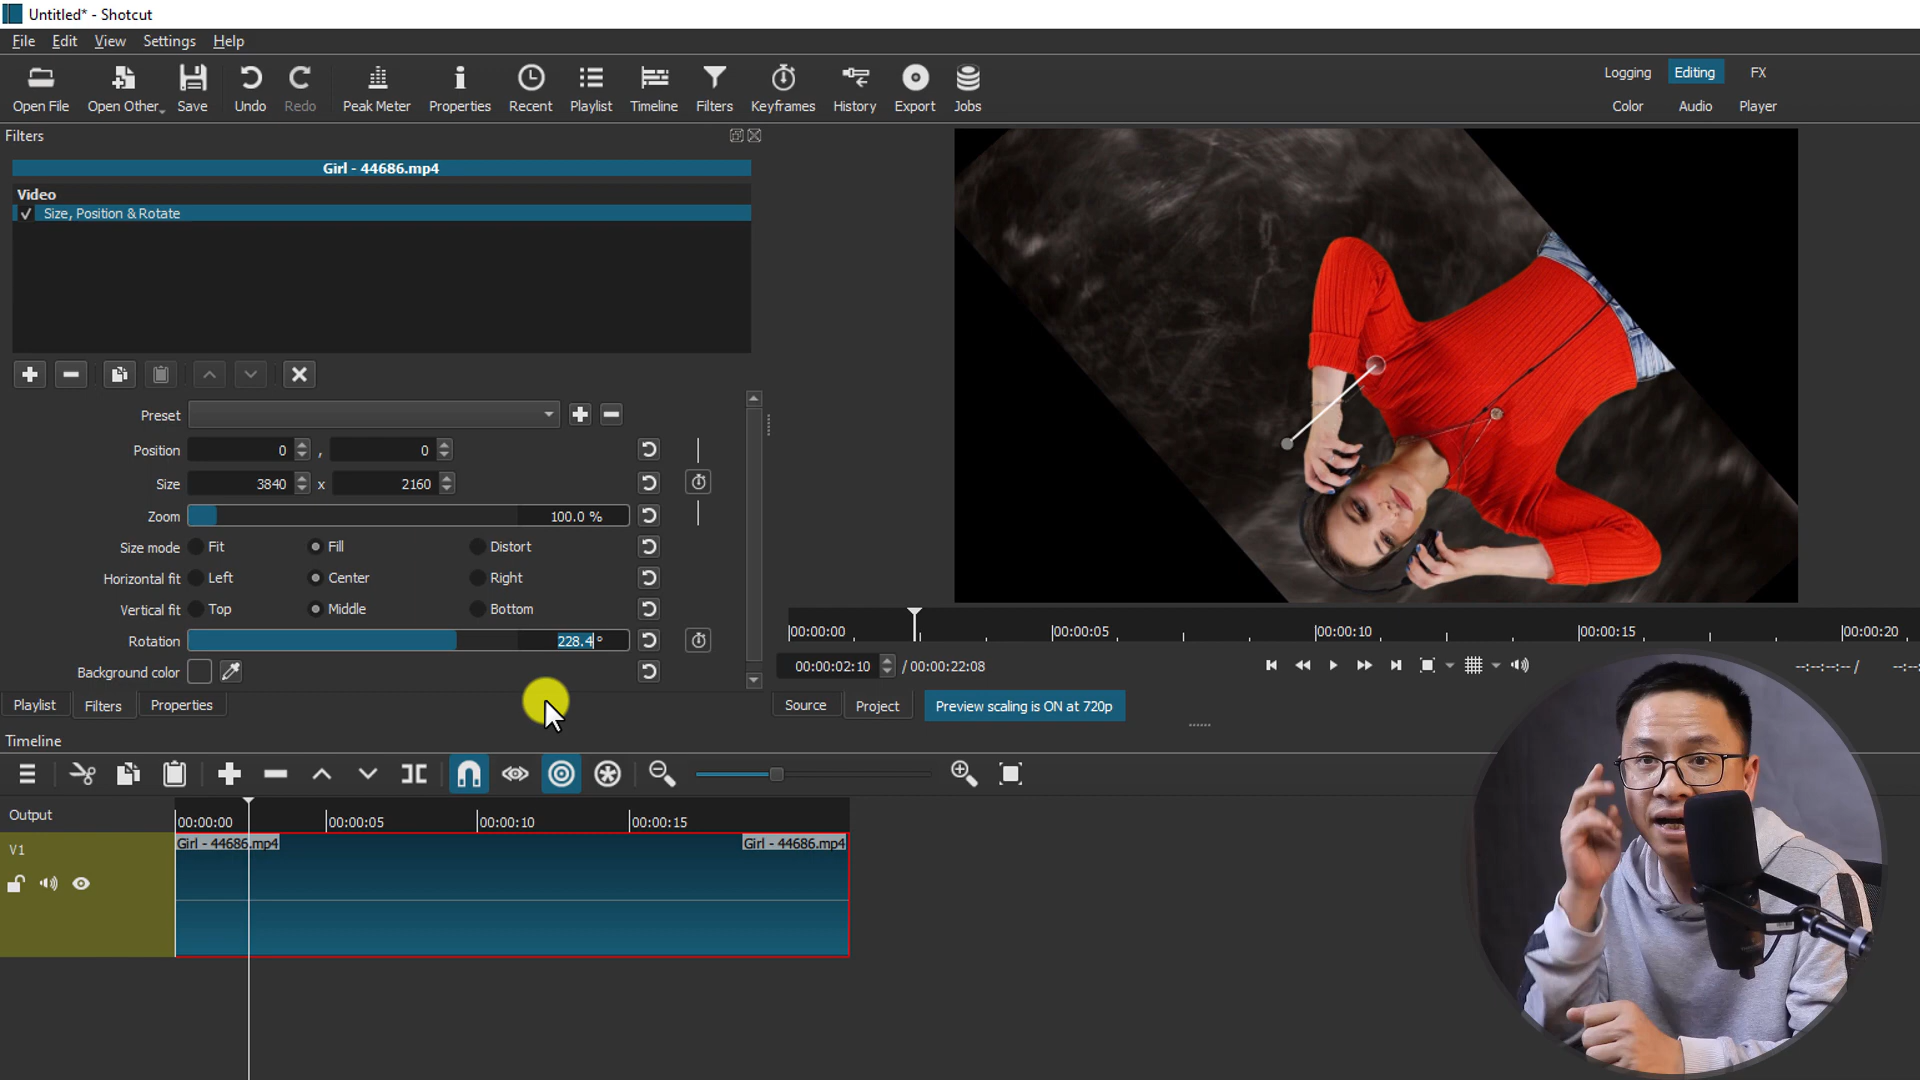 Untitled* - Shotcut
File Edit View Settings Help
Open File Open Other.. Save Undo Redo Peak Meter Properties Recent Playlist Timeline Filters Keyframes History Export Jobs
Logging Editing FX
Color Audio Player
Filters
Girl - 44686.mp4
Video
Size, Position & Rotate
Preset
Position 0 , 0
Size 3840 x 2160
Zoom 100.0 %
Size mode Fit Fill Distort
Horizontal fit Left Center Right
Vertical fit Top Middle Bottom
Rotation 228.4 °
Background color
Playlist Filters Properties
00:00:00 00:00:05 00:00:10 00:00:15 00:00:20
00:00:02:10 / 00:00:22:08 --:--:--:-- /
Source Project Preview scaling is ON at 720p
Timeline
Output 00:00:00 00:00:05 00:00:10 00:00:15
V1 Girl - 44686.mp4 Girl - 44686.mp4